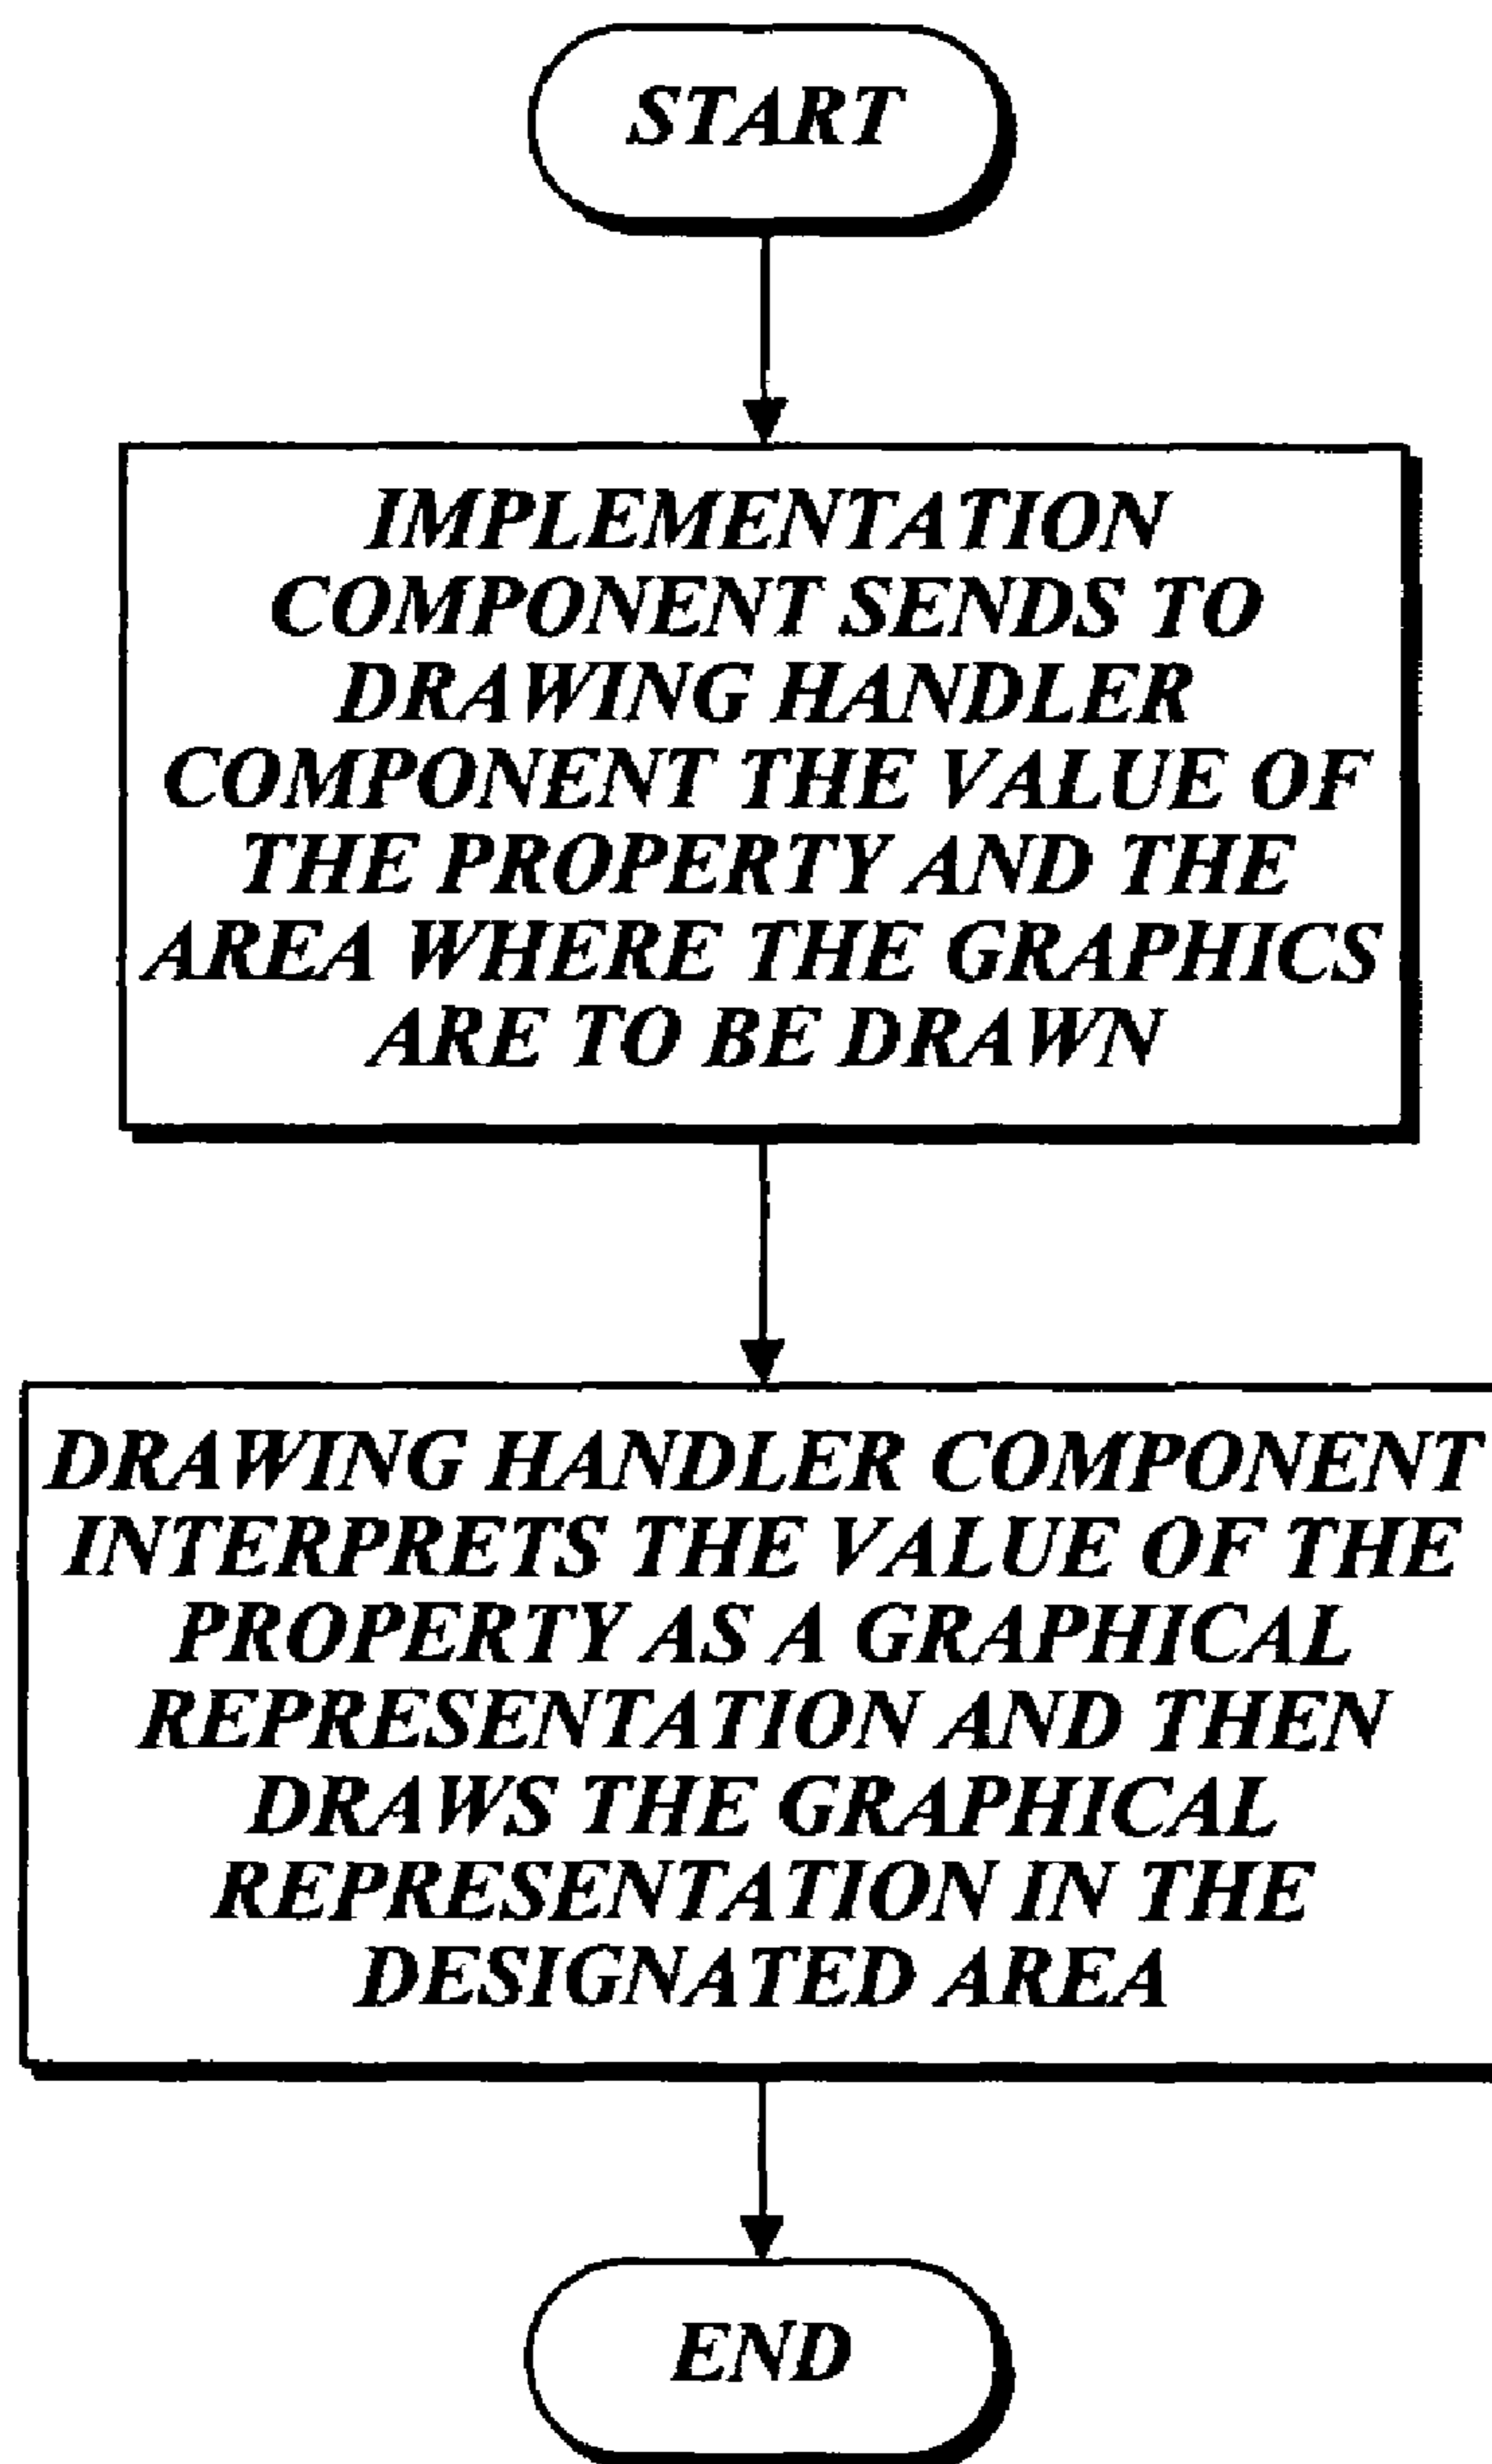 START
IMPLEMENTATION
COMPONENT SENDS TO
DRAWING HANDLER
COMPONENT THE VALUE OF
THE PROPERTY AND THE
AREA WHERE THE GRAPHICS
ARE TO BE DRAWN
DRAWING HANDLER COMPONENT
INTERPRETS THE VALUE OF THE
PROPERTY AS A GRAPHICAL
REPRESENTATION AND THEN
DRAWS THE GRAPHICAL
REPRESENTATION IN THE
DESIGNATED AREA
END